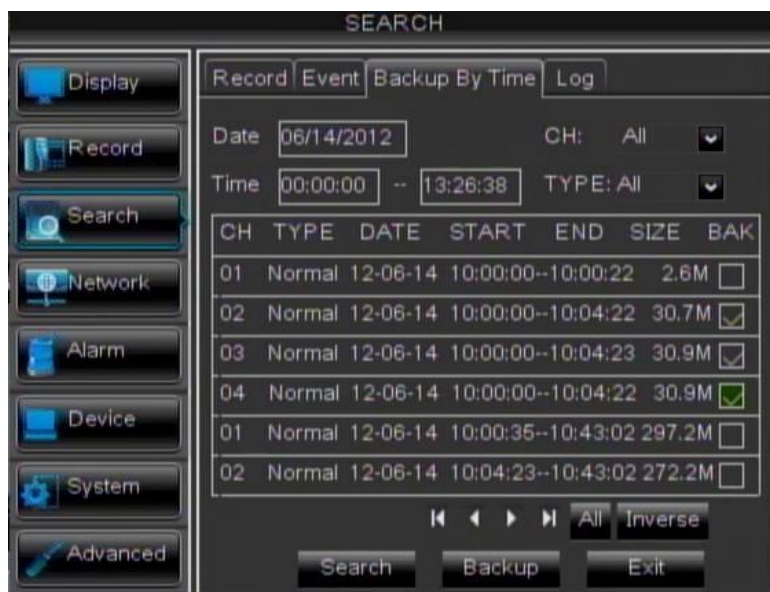 SEARCH
Display
Record
Search
Network
Alarm
Device
System
Advanced
Record Event Backup By Time Log
Date 06/14/2012 CH: All
Time 00:00:00 -- 13:26:38 TYPE: All
CH TYPE DATE START END SIZE BAK
01 Normal 12-06-14 10:00:00--10:00:22 2.6M
02 Normal 12-06-14 10:00:00--10:04:22 30.7M
03 Normal 12-06-14 10:00:00--10:04:23 30.9M
04 Normal 12-06-14 10:00:00--10:04:22 30.9M
01 Normal 12-06-14 10:00:35--10:43:02 297.2M
02 Normal 12-06-14 10:04:23--10:43:02 272.2M
All Inverse
Search Backup Exit